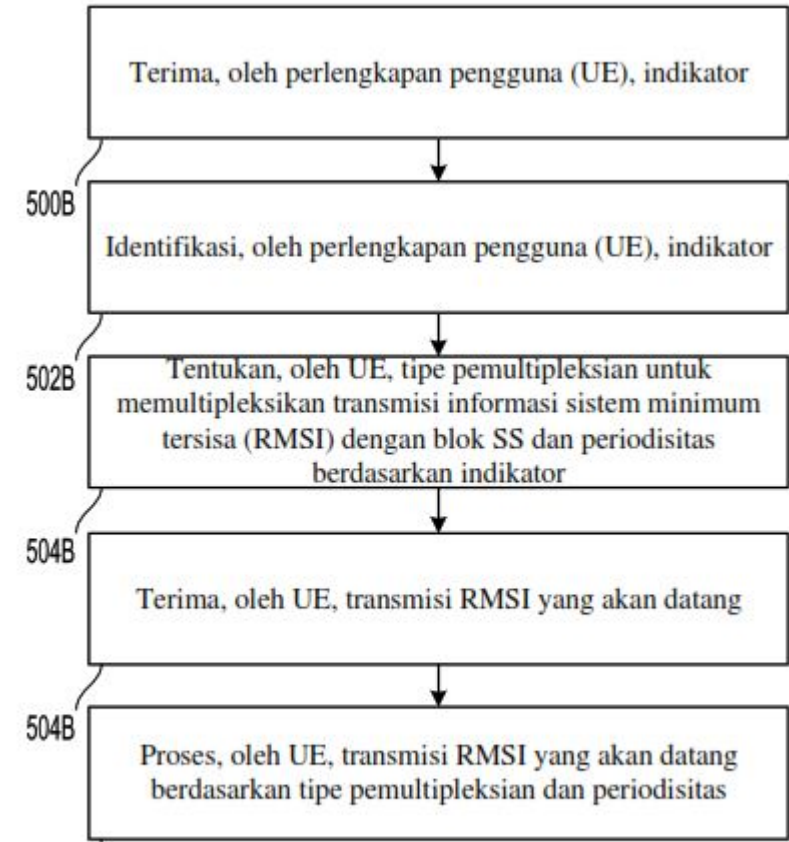 Terima, oleh perlengkapan pengguna (UE), indikator
500B
Identifikasi, oleh perlengkapan pengguna (UE), indikator
502B
Tentukan, oleh UE, tipe pemultipleksian untuk
memultipleksikan transmisi informasi sistem minimum
tersisa (RMSI) dengan blok SS dan periodisitas
berdasarkan indikator
504B
Terima, oleh UE, transmisi RMSI yang akan datang
504B
Proses, oleh UE, transmisi RMSI yang akan datang
berdasarkan tipe pemultipleksian dan periodisitas